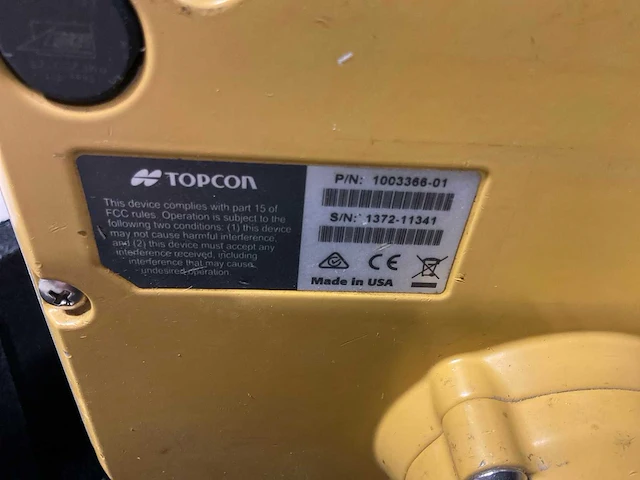 TOPCON
This device complies with part 15 of
FCC rules. Operation is subject to the
following two conditions: (1) this device
may not cause harmful interference,
and (2) this device must accept any
interference received, including
interference that may cause
undesired operation.
P/N: 1003366-01
S/N: 1372-11341
CE
Made in USA